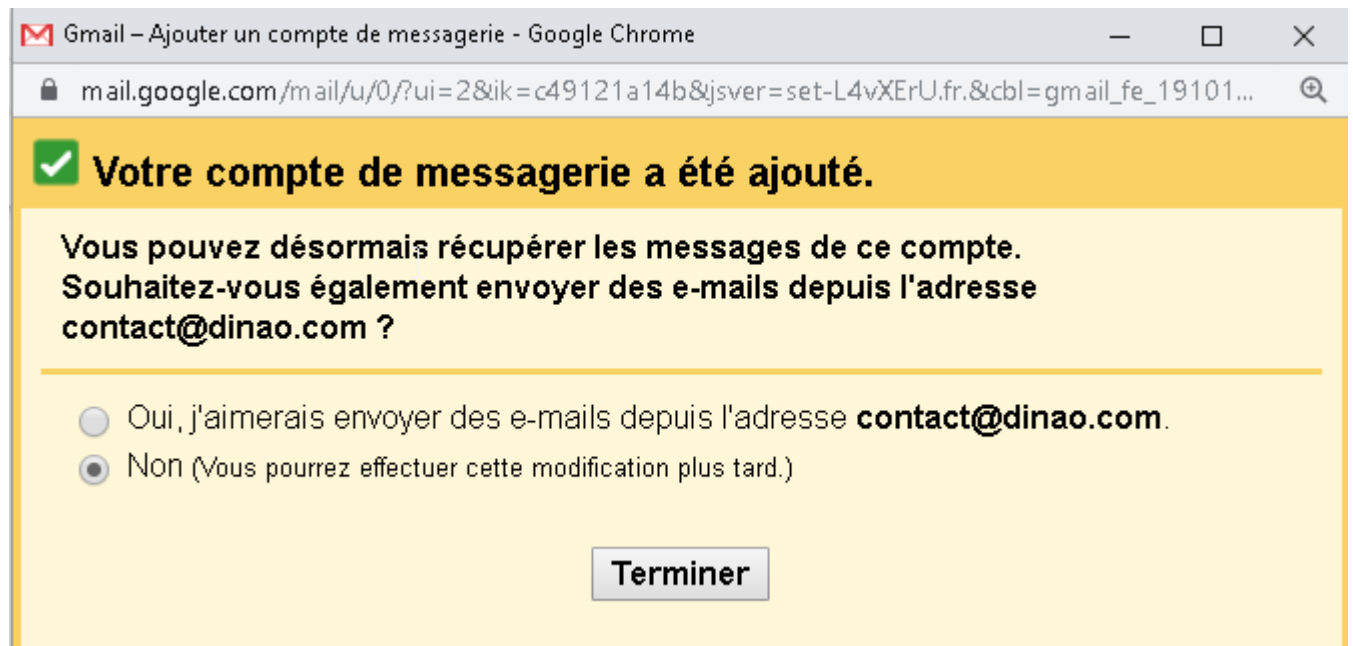 Gmail – Ajouter un compte de messagerie - Google Chrome
mail.google.com/mail/u/0/?ui=2&ik=c49121a14b&jsver=set-L4vXErU.fr.&cbl=gmail_fe_19101...
Votre compte de messagerie a été ajouté.
Vous pouvez désormais récupérer les messages de ce compte.
Souhaitez-vous également envoyer des e-mails depuis l'adresse
contact@dinao.com ?
Oui, j'aimerais envoyer des e-mails depuis l'adresse contact@dinao.com.
Non (Vous pourrez effectuer cette modification plus tard.)
Terminer